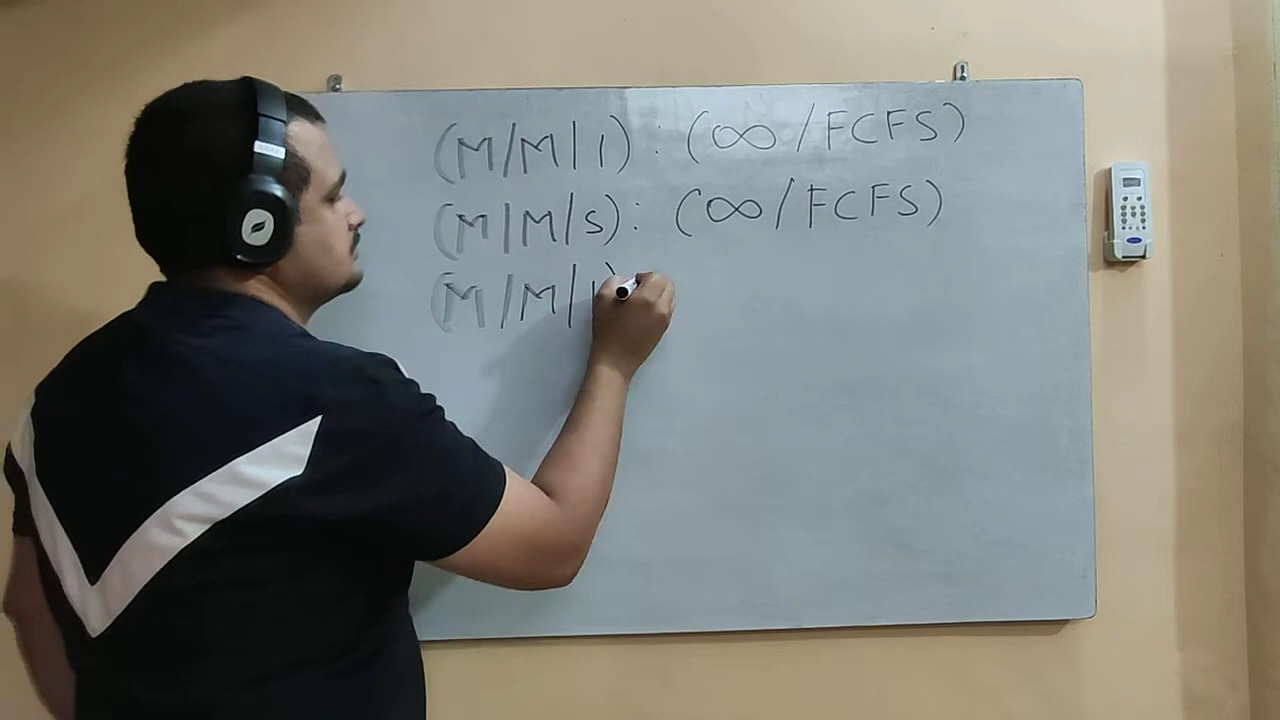 (M/M/1) : (∞/FCFS)
(M/M/S) : (∞/FCFS)
(M/M/1)